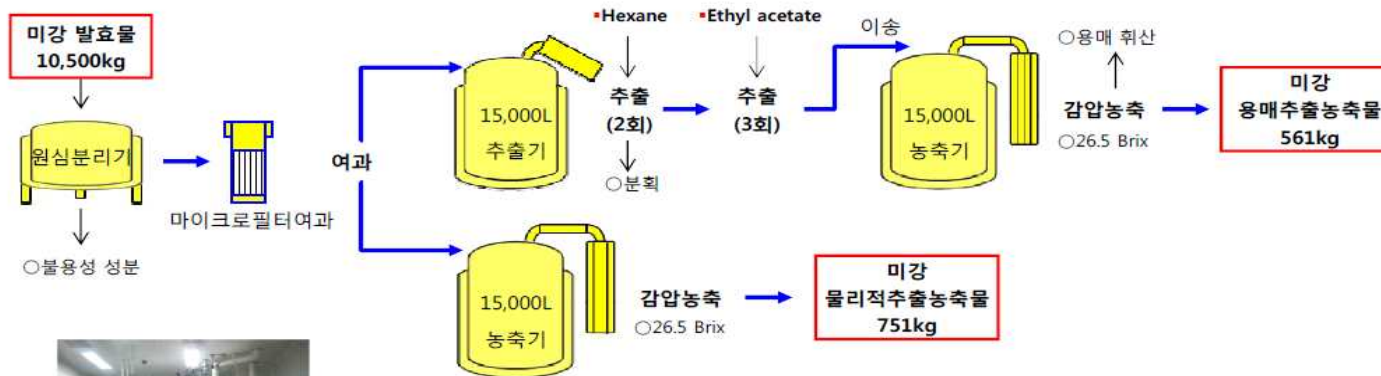 미강 발효물
10,500kg
원심분리기
○불용성 성분
마이크로필터여과
여과
15,000L
추출기
▪Hexane
추출
(2회)
○분획
▪Ethyl acetate
추출
(3회)
이송
15,000L
농축기
○용매 휘산
감압농축
○26.5 Brix
미강
용매추출농축물
561kg
15,000L
농축기
감압농축
○26.5 Brix
미강
물리적추출농축물
751kg